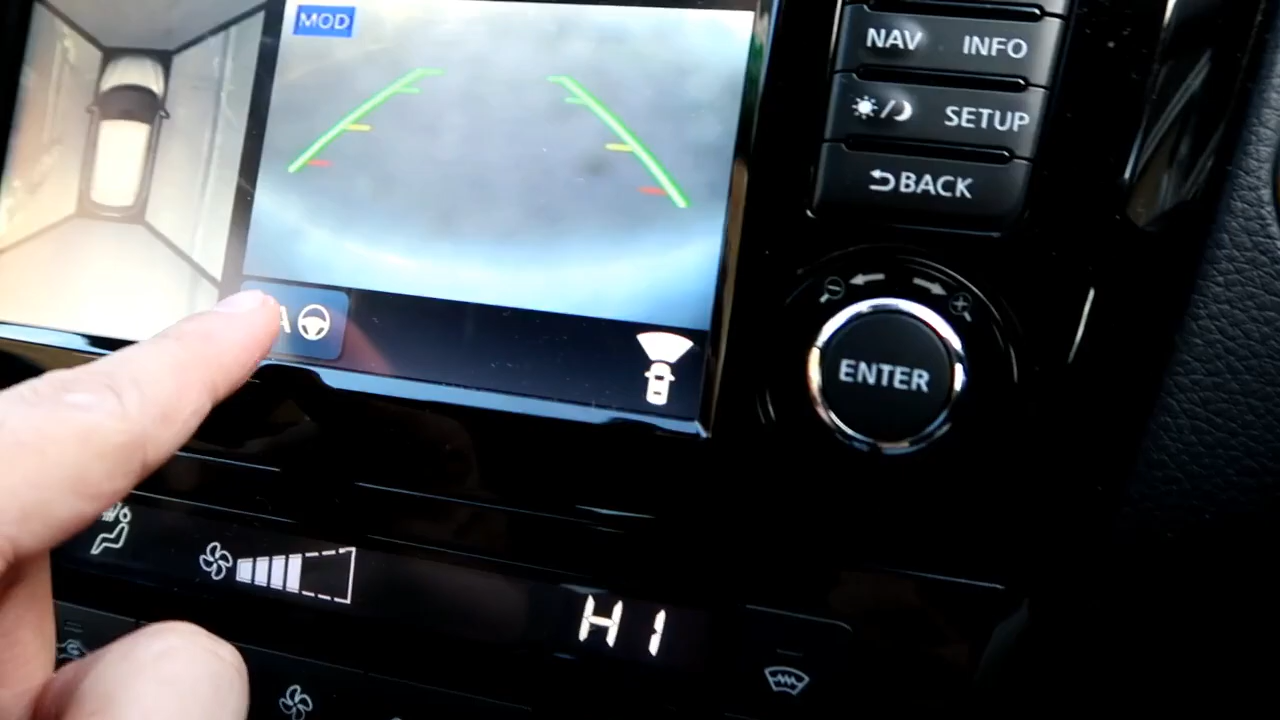 MOD
NAV INFO
SETUP
BACK
ENTER
HI